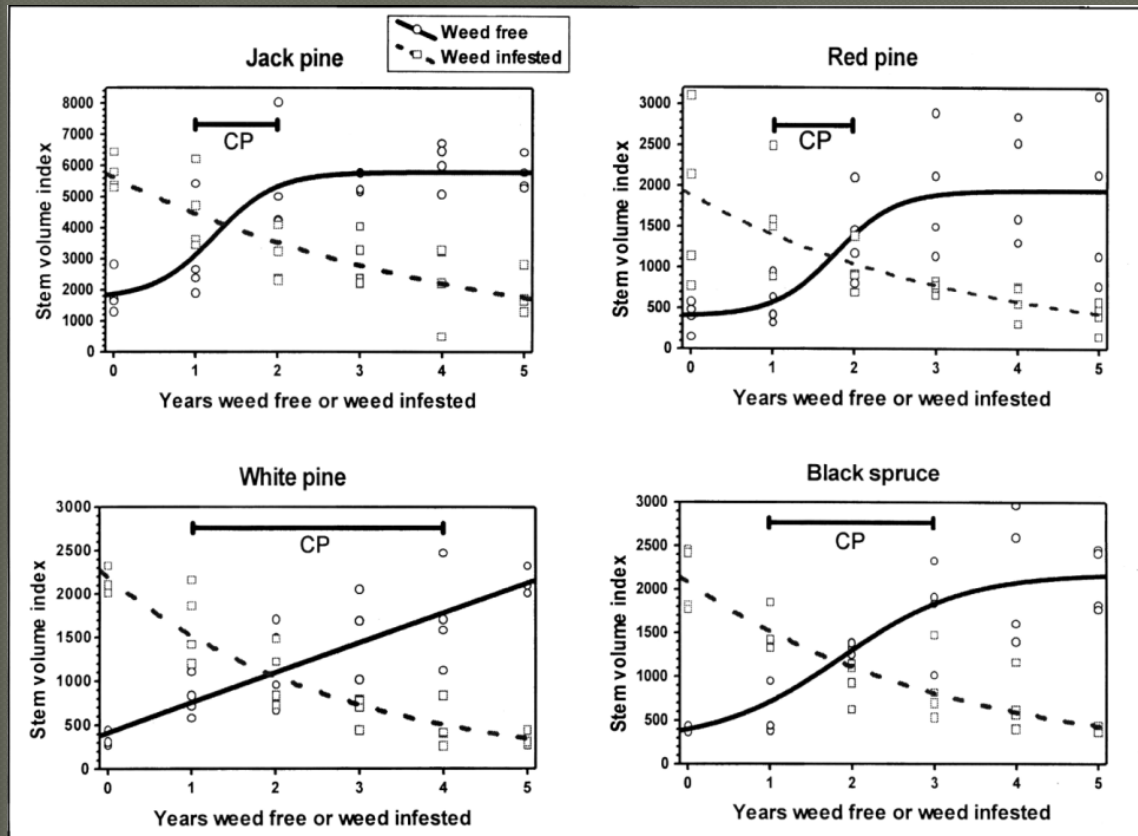 Weed free
Weed infested
Jack pine
Stem volume index
8000
7000
6000
5000
4000
3000
2000
1000
0
CP
0 1 2 3 4 5
Years weed free or weed infested
Red pine
Stem volume index
3000
2500
2000
1500
1000
500
0
CP
0 1 2 3 4 5
Years weed free or weed infested
White pine
Stem volume index
3000
2500
2000
1500
1000
500
0
CP
0 1 2 3 4 5
Years weed free or weed infested
Black spruce
Stem volume index
3000
2500
2000
1500
1000
500
0
CP
0 1 2 3 4 5
Years weed free or weed infested